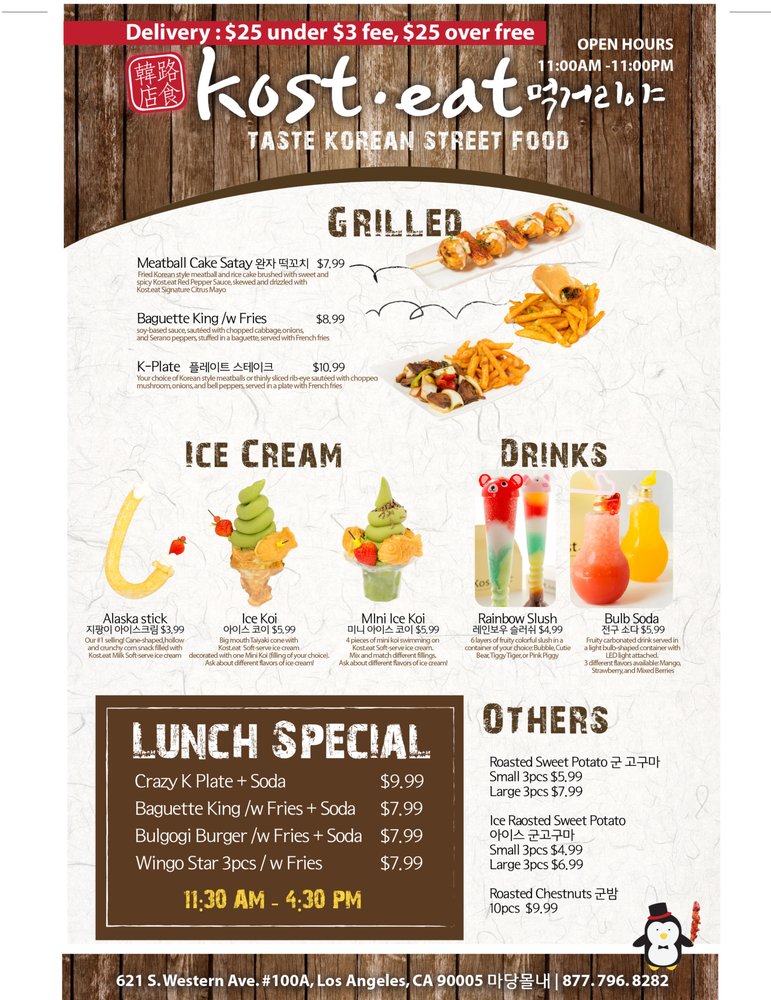 Delivery : $25 under $3 fee, $25 over free
OPEN HOURS
11:00AM -11:00PM
韓路
店食
kost·eat 먹거리야
TASTE KOREAN STREET FOOD
GRILLED
Meatball Cake Satay 완자 떡꼬치 $7,99
Fried Korean style meatball and rice cake brushed with sweet and
spicy Kost.eat Red Pepper Sauce, skewed and drizzled with
Kost.eat Signature Citrus Mayo
Baguette King /w Fries $8,99
soy-based sauce, sautéed with chopped cabbage, onions,
and Serano peppers, stuffed in a baguette, served with French fries
K-Plate 플레이트 스테이크 $10,99
Your choice of Korean style meatballs or thinly sliced rib-eye sautéed with chopped
mushroom, onions, and bell peppers, served in a plate with French fries
ICE CREAM
Alaska stick
지팡이 아이스크림 $3,99
Our #1 selling! Cane-shaped, hollow
and crunchy corn snack filled with
Kost.eat Milk Soft-serve ice cream
Ice Koi
아이스 코이 $5,99
Big mouth Taiyaki cone with
Kost.eat Soft-serve ice cream.
decorated with one Mini Koi (filling of your choice).
Ask about different flavors of ice cream!
MIni Ice Koi
미니 아이스 코이 $5,99
4 pieces of mini koi swimming on
Kost.eat Soft-serve ice cream.
Mix and match different fillings.
Ask about different flavors of ice cream!
DRINKS
Rainbow Slush
레인보우 슬러쉬 $4,99
6 layers of fruity colorful slush in a
container of your choice: Bubble, Cutie
Bear, Tiggy Tiger, or Pink Piggy
Bulb Soda
전구 소다 $5,99
Fruity carbonated drink served in
a light bulb-shaped container with
LED light attached.
3 different flavors available: Mango,
Strawberry, and Mixed Berries
LUNCH SPECIAL
Crazy K Plate + Soda $9.99
Baguette King /w Fries + Soda $7.99
Bulgogi Burger /w Fries + Soda $7.99
Wingo Star 3pcs / w Fries $7.99
11:30 AM - 4:30 PM
OTHERS
Roasted Sweet Potato 군 고구마
Small 3pcs $5,99
Large 3pcs $7,99
Ice Raosted Sweet Potato
아이스 군고구마
Small 3pcs $4,99
Large 3pcs $6,99
Roasted Chestnuts 군밤
10pcs $9,99
621 S. Western Ave. #100A, Los Angeles, CA 90005 마당몰내 | 877. 796. 8282